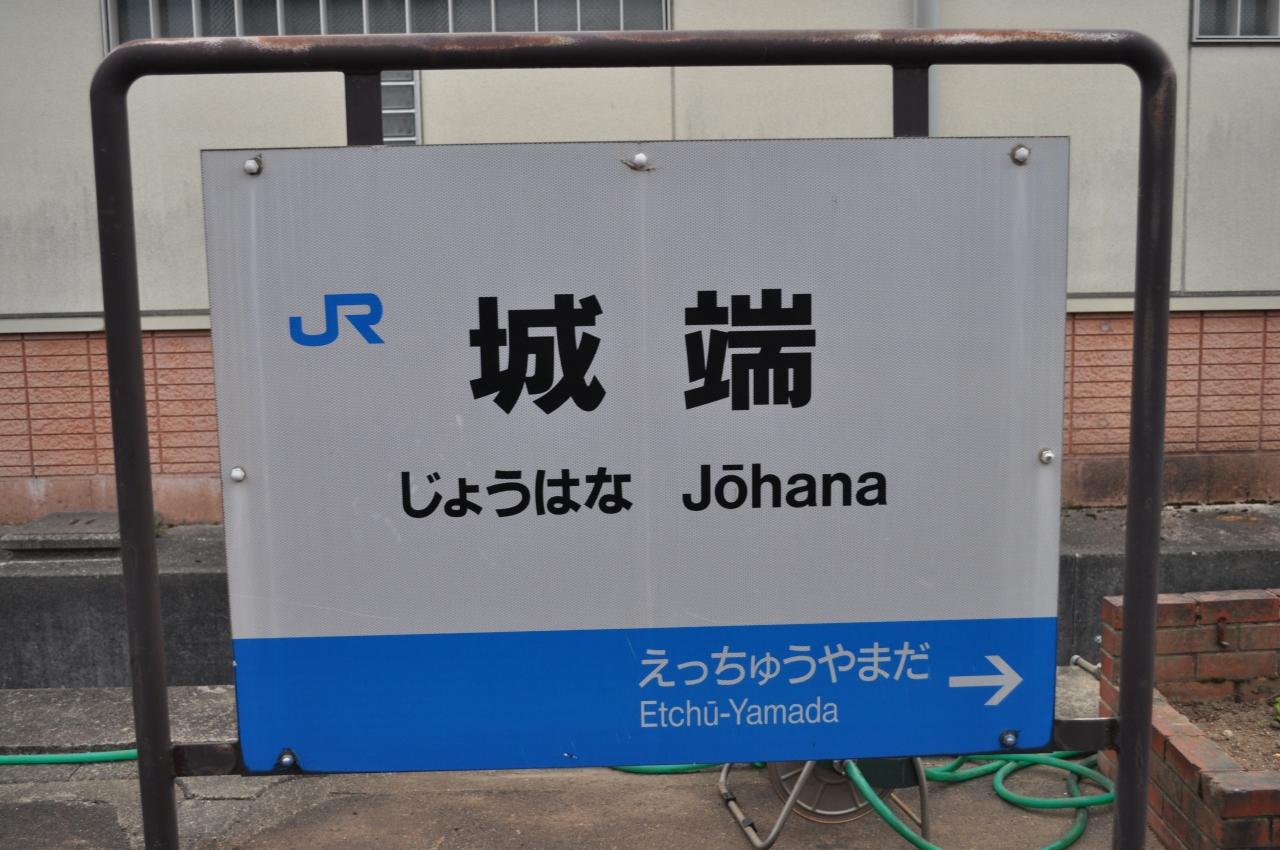 JR
城端
じょうはな Jōhana
えっちゅうやまだ →
Etchū-Yamada